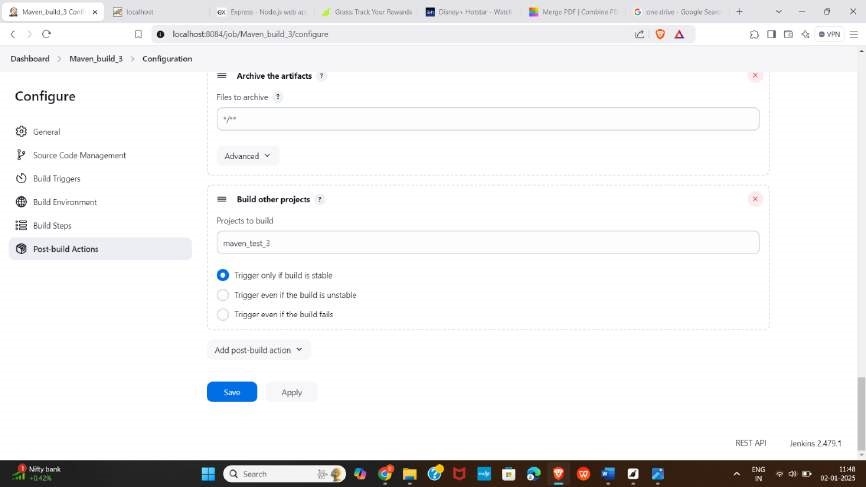 Maven_build_3 Confi
localhost
Express - Node.js web ap
Grass: Track Your Rewards
Disney+ Hotstar - Watch
Merge PDF | Combine PD
one drive - Google Searc
localhost:8084/job/Maven_build_3/configure
VPN
Dashboard > Maven_build_3 > Configuration
Configure
General
Source Code Management
Build Triggers
Build Environment
Build Steps
Post-build Actions
Archive the artifacts ?
Files to archive ?
*/**
Advanced
Build other projects ?
Projects to build
maven_test_3
Trigger only if build is stable
Trigger even if the build is unstable
Trigger even if the build fails
Add post-build action
Save
Apply
REST API
Jenkins 2.479.1
Nifty bank
+0.42%
Search
ENG
IN
11:48
02-01-2025